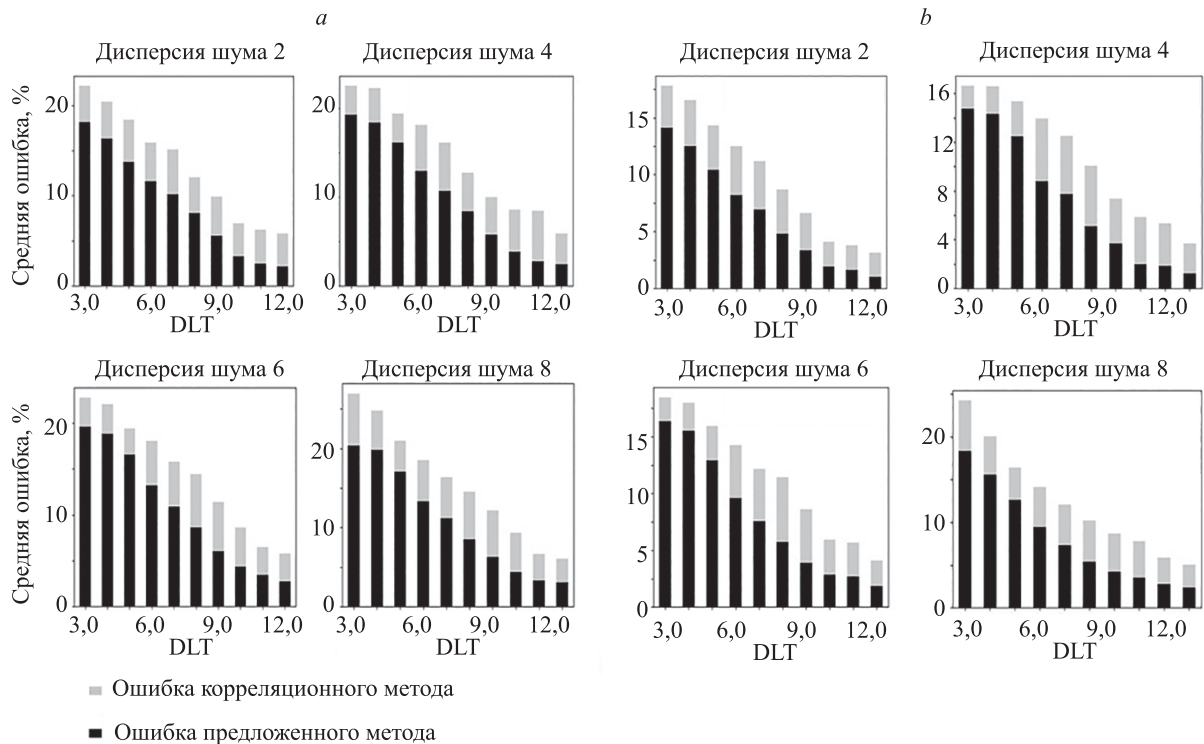 a
b
Дисперсия шума 2
Дисперсия шума 4
Дисперсия шума 2
Дисперсия шума 4
Средняя ошибка, %
20
10
0
3,0 6,0 9,0 12,0
DLT
20
10
0
3,0 6,0 9,0 12,0
DLT
15
10
5
0
3,0 6,0 9,0 12,0
DLT
16
12
8
4
0
3,0 6,0 9,0 12,0
DLT
Дисперсия шума 6
Дисперсия шума 8
Дисперсия шума 6
Дисперсия шума 8
Средняя ошибка, %
20
10
0
3,0 6,0 9,0 12,0
DLT
20
10
0
3,0 6,0 9,0 12,0
DLT
15
10
5
0
3,0 6,0 9,0 12,0
DLT
20
10
0
3,0 6,0 9,0 12,0
DLT
Ошибка корреляционного метода
Ошибка предложенного метода